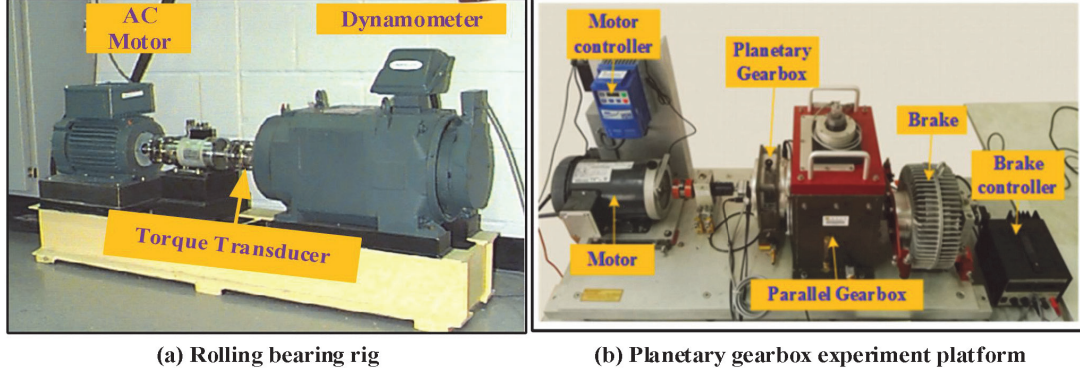 AC
Motor
Dynamometer
Torque Transducer
(a) Rolling bearing rig
Motor
controller
Planetary
Gearbox
Brake
Brake
controller
Motor
Parallel Gearbox
(b) Planetary gearbox experiment platform